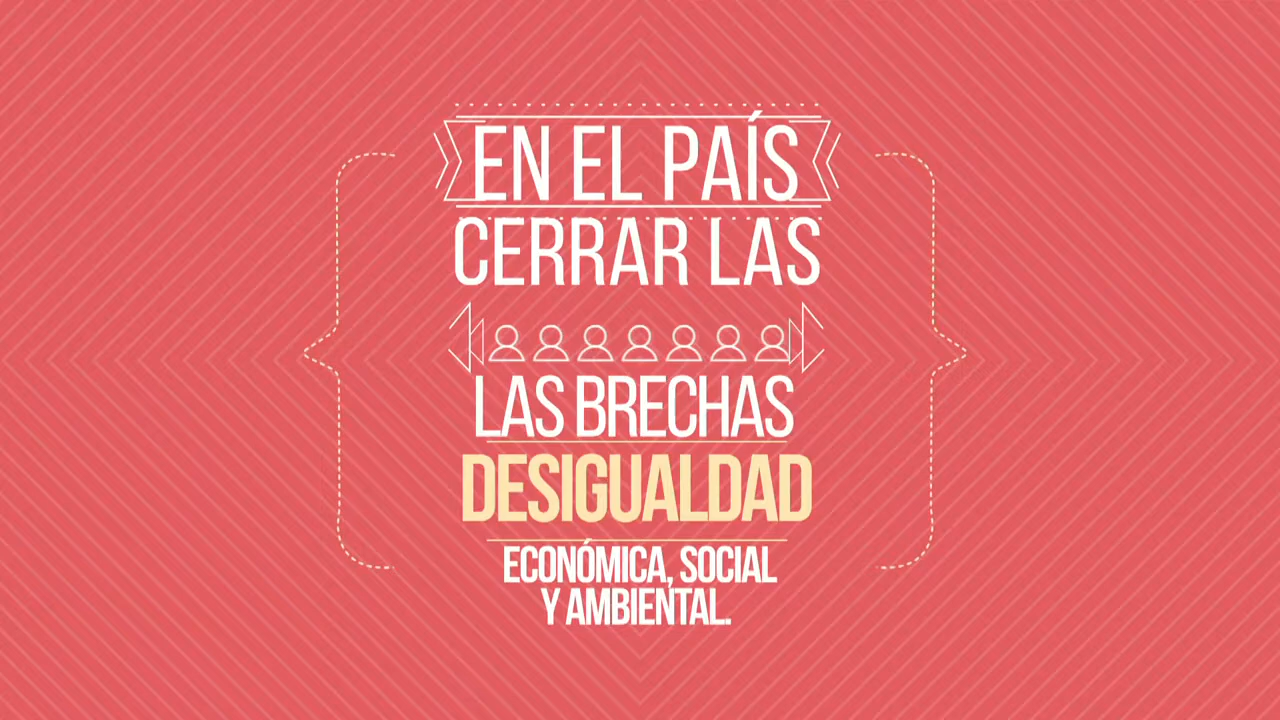 EN EL PAÍS
CERRAR LAS
LAS BRECHAS
DESIGUALDAD
ECONÓMICA, SOCIAL
Y AMBIENTAL.